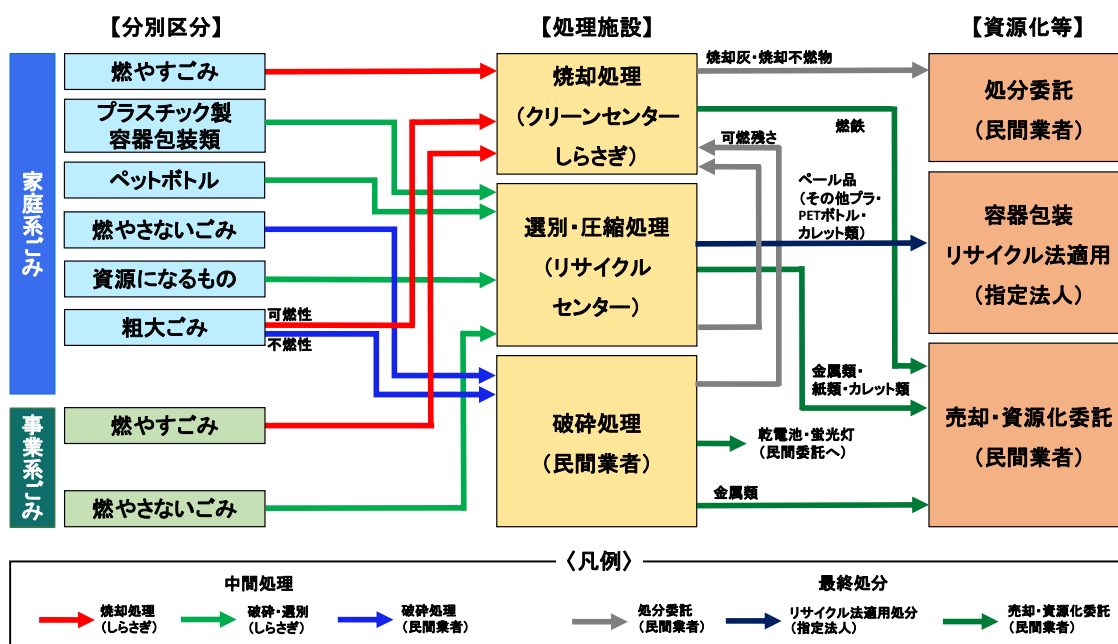 【分別区分】
【処理施設】
【資源化等】
家庭系ごみ
燃やすごみ
プラスチック製
容器包装類
ペットボトル
燃やさないごみ
資源になるもの
粗大ごみ
可燃性
不燃性
事業系ごみ
燃やすごみ
燃やさないごみ
焼却処理
(クリーンセンター
しらさぎ)
選別・圧縮処理
(リサイクル
センター)
破砕処理
(民間業者)
焼却灰・焼却不燃物
燃鉄
可燃残さ
ペール品
(その他プラ・
PETボトル・
カレット類)
金属類・
紙類・カレット類
乾電池・蛍光灯
(民間委託へ)
金属類
処分委託
(民間業者)
容器包装
リサイクル法適用
(指定法人)
売却・資源化委託
(民間業者)
〈凡例〉
中間処理
焼却処理
(しらさぎ)
破砕・選別
(しらさぎ)
破砕処理
(民間業者)
最終処分
処分委託
(民間業者)
リサイクル法適用処分
(指定法人)
売却・資源化委託
(民間業者)